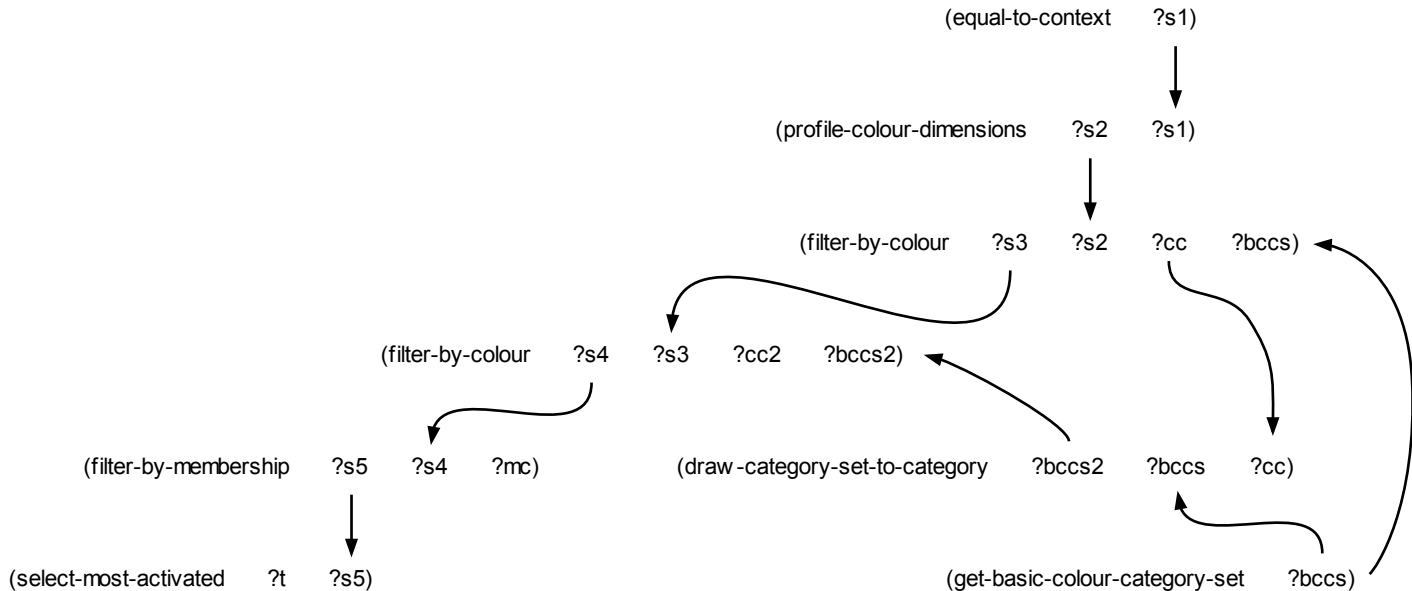 (equal-to-context ?s1)
(profile-colour-dimensions ?s2 ?s1)
(filter-by-colour ?s3 ?s2 ?cc ?bccs)
(filter-by-colour ?s4 ?s3 ?cc2 ?bccs2)
(filter-by-membership ?s5 ?s4 ?mc) (draw-category-set-to-category ?bccs2 ?bccs ?cc)
(select-most-activated ?t ?s5) (get-basic-colour-category-set ?bccs)